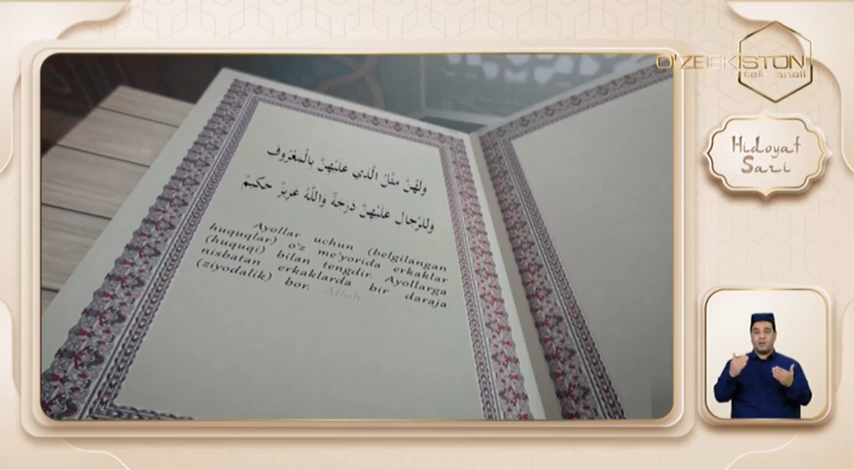 O'ZBEKISTON
Hidoyat
Sari
وَلَهُنَّ مِثْلُ الَّذِي عَلَيْهِنَّ بِالْمَعْرُوفِ
وَلِلرِّجَالِ عَلَيْهِنَّ دَرَجَةٌ وَاللَّهُ عَزِيزٌ حَكِيمٌ
Ayollar uchun (belgilangan
huquqlar) o'z me'yorida erkaklar
(huquqi) bilan tengdir. Ayollarga
nisbatan erkaklarda bir daraja
(ziyodalik) bor. Alloh